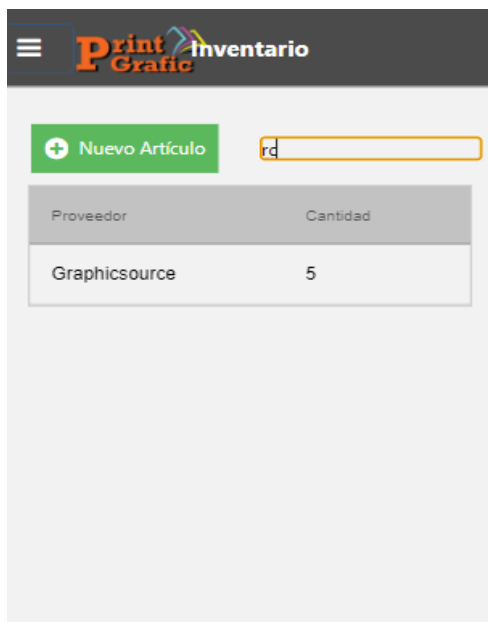 Print
Grafic
Inventario
Nuevo Artículo
rc
Proveedor Cantidad
Graphicsource 5